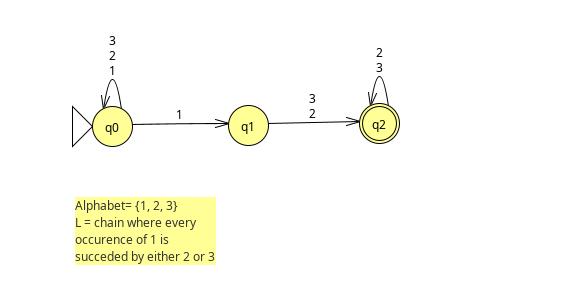 3
2
1
2
3
1
3
2
q0
q1
q2
Alphabet= {1, 2, 3}
L = chain where every
occurence of 1 is
succeded by either 2 or 3